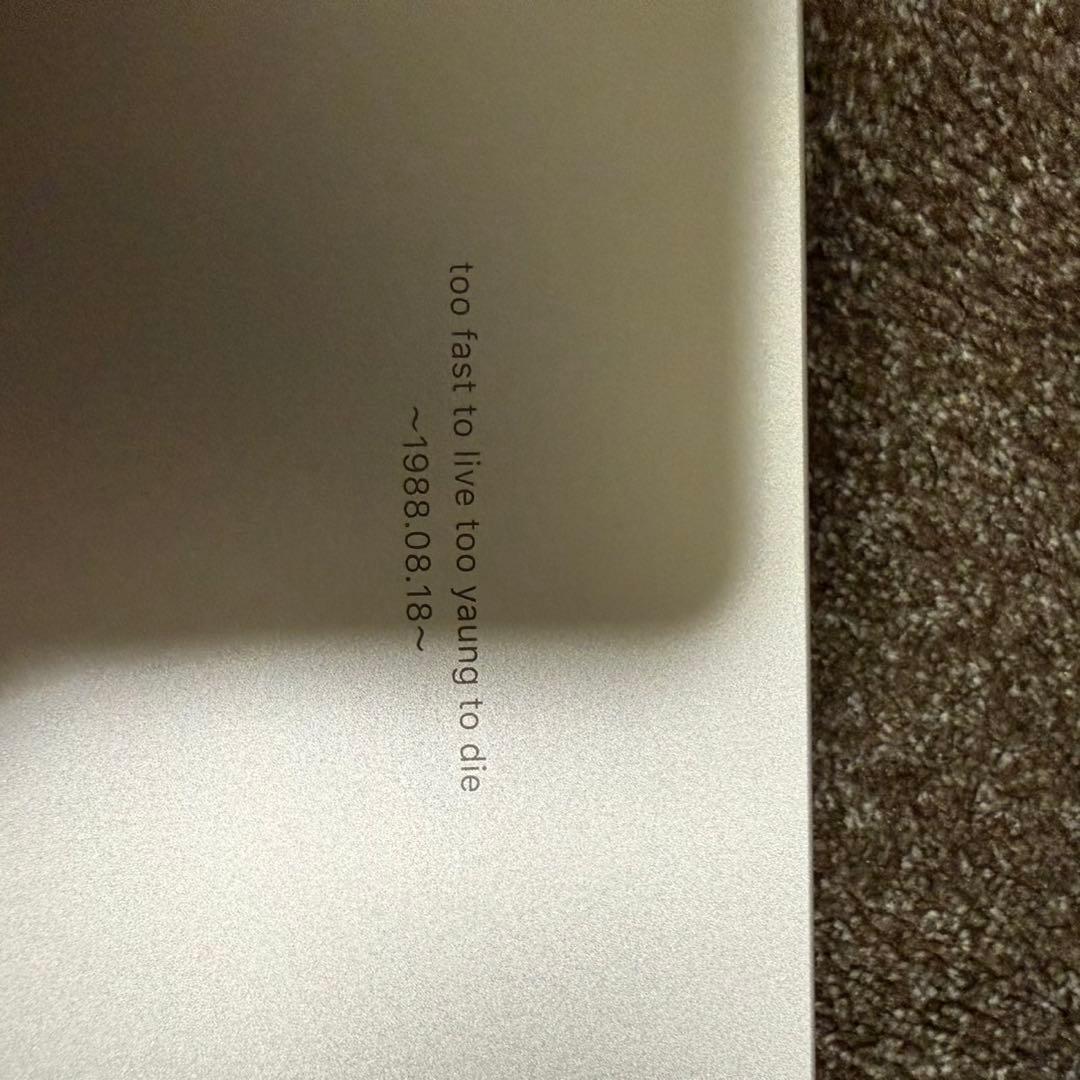 too fast to live too yaung to die
~1988.08.18~